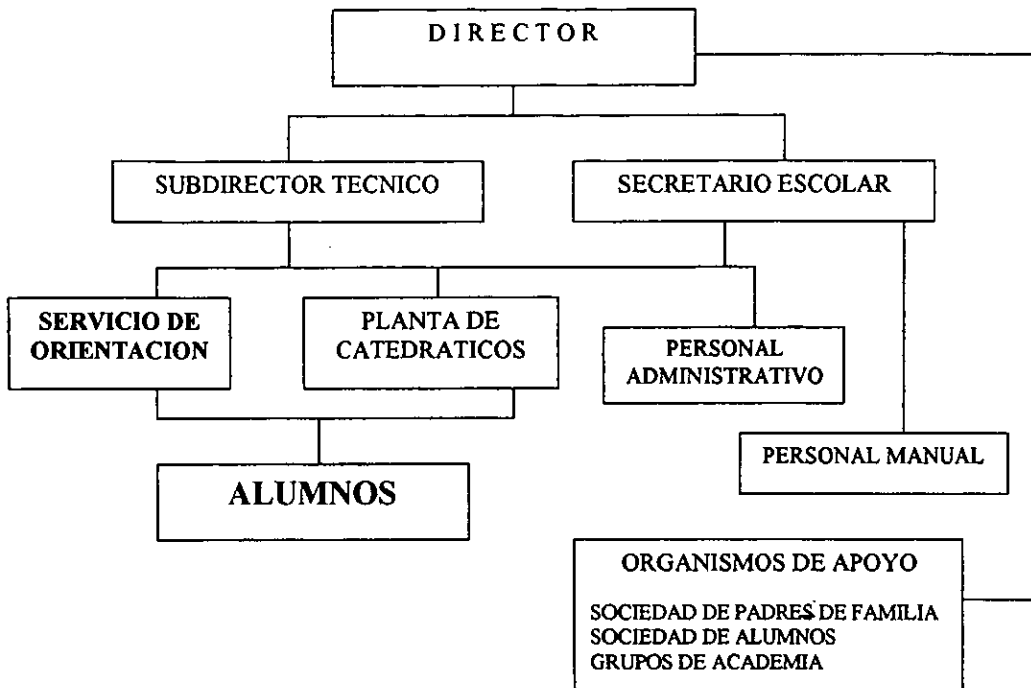 DIRECTOR
SUBDIRECTOR TECNICO
SECRETARIO ESCOLAR
SERVICIO DE
ORIENTACION
PLANTA DE
CATEDRATICOS
PERSONAL
ADMINISTRATIVO
PERSONAL MANUAL
ALUMNOS
ORGANISMOS DE APOYO
SOCIEDAD DE PADRES DE FAMILIA
SOCIEDAD DE ALUMNOS
GRUPOS DE ACADEMIA